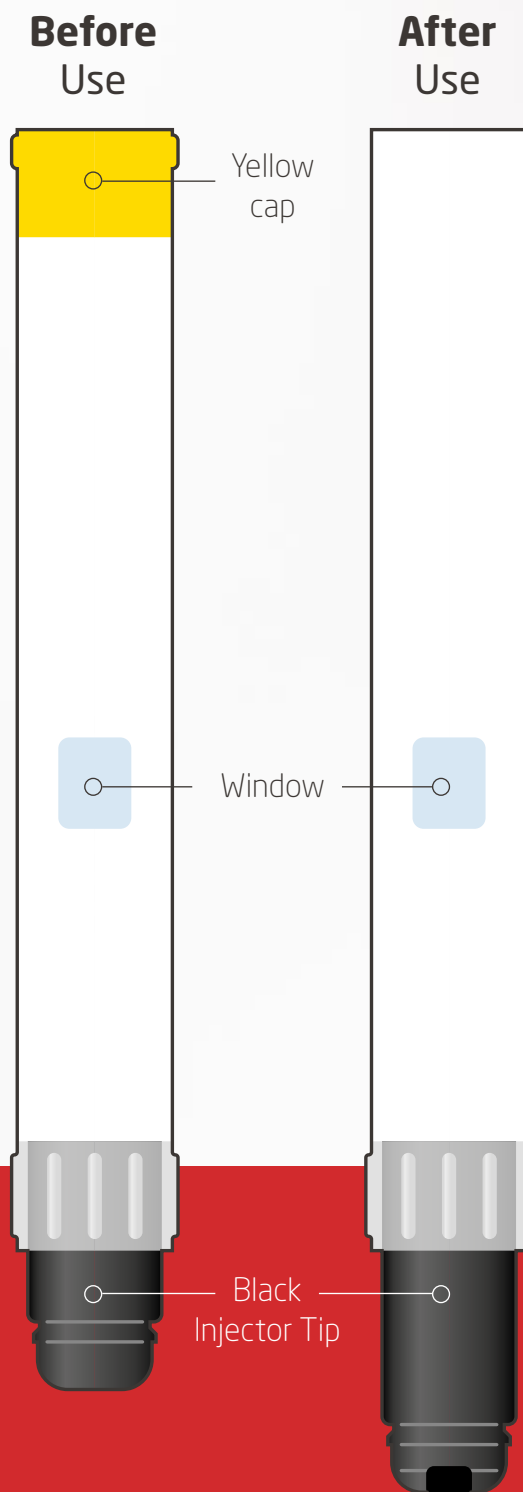 Before
Use
After
Use
Yellow
cap
Window
Black
Injector Tip